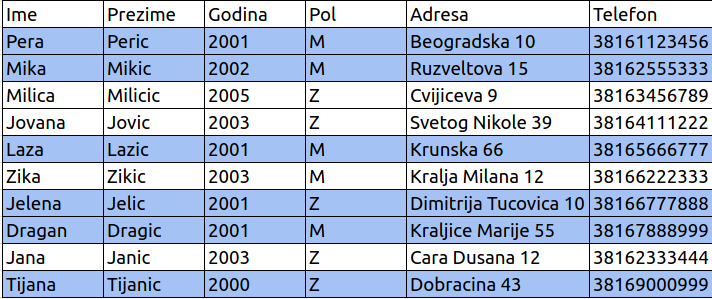 Ime Prezime Godina Pol Adresa Telefon
Pera Peric 2001 M Beogradska 10 38161123456
Mika Mikic 2002 M Ruzveltova 15 38162555333
Milica Milicic 2005 Z Cvijiceva 9 38163456789
Jovana Jovic 2003 Z Svetog Nikole 39 38164111222
Laza Lazic 2001 M Krunska 66 38165666777
Zika Zikic 2003 M Kralja Milana 12 38166222333
Jelena Jelic 2001 Z Dimitrija Tucovica 10 38166777888
Dragan Dragic 2001 M Kraljice Marije 55 38167888999
Jana Janic 2003 Z Cara Dusana 12 38162333444
Tijana Tijanic 2000 Z Dobracina 43 38169000999